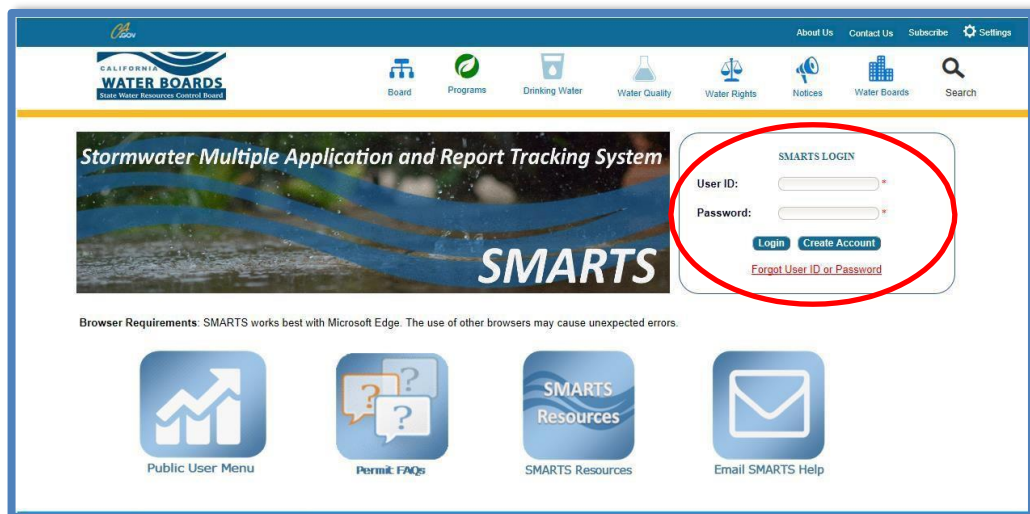 CA.GOV
About Us Contact Us Subscribe Settings
CALIFORNIA
WATER BOARDS
State Water Resources Control Board
Board Programs Drinking Water Water Quality Water Rights Notices Water Boards Search
Stormwater Multiple Application and Report Tracking System
SMARTS
SMARTS LOGIN
User ID: *
Password: *
Login Create Account
Forgot User ID or Password
Browser Requirements: SMARTS works best with Microsoft Edge. The use of other browsers may cause unexpected errors.
? ? ?
SMARTS
Resources
Public User Menu Permit FAQs SMARTS Resources Email SMARTS Help